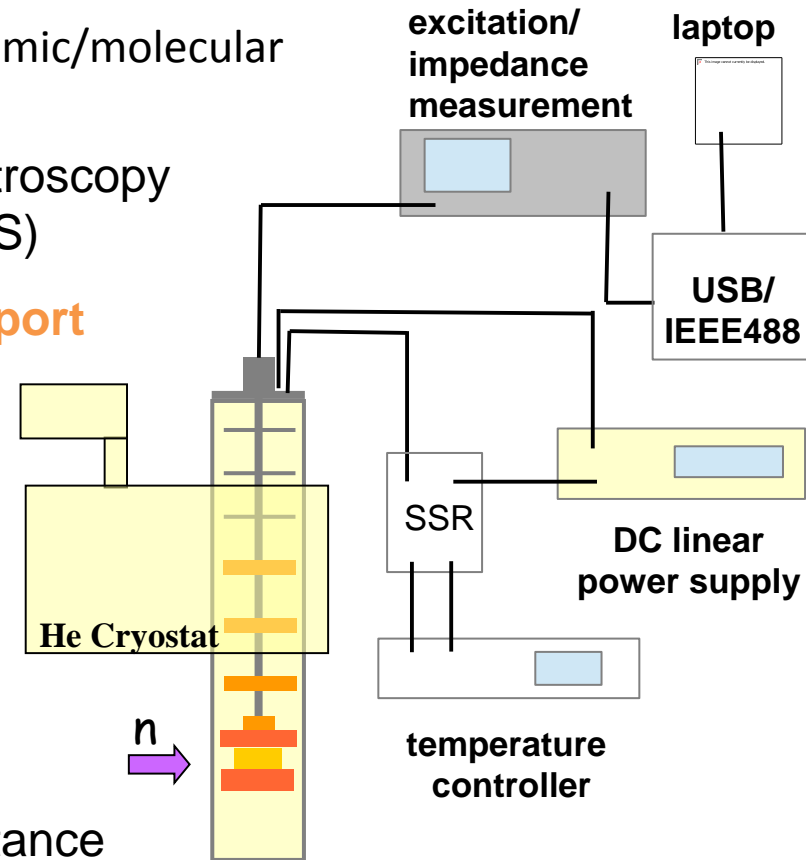 mic/molecular
troscopy
S)
port
tance
excitation/
impedance
measurement
laptop
USB/
IEEE488
SSR
DC linear
power supply
He Cryostat
temperature
controller
n